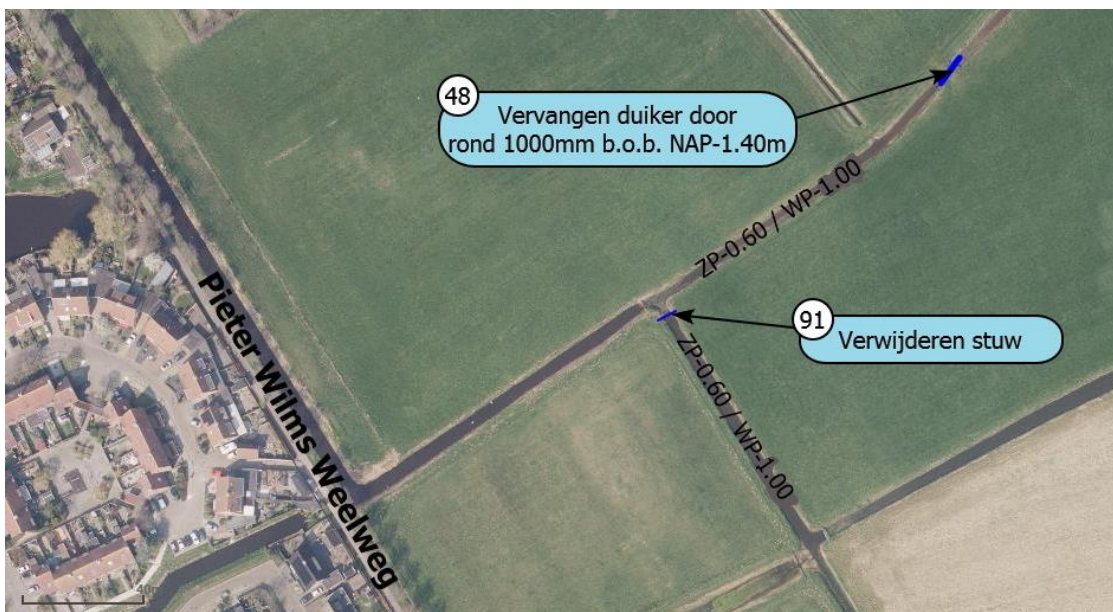 48
Vervangen duiker door
rond 1000mm b.o.b. NAP-1.40m
ZP-0.60 / WP-1.00
91
Verwijderen stuw
ZP-0.60 / WP-1.00
Pieter Wilms Weelweg